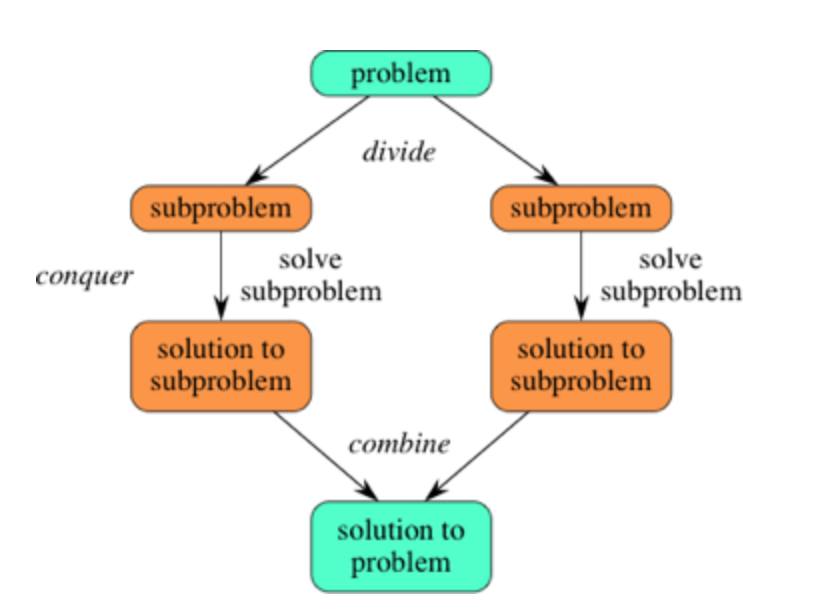 problem
divide
subproblem
subproblem
conquer
solve
subproblem
solve
subproblem
solution to
subproblem
solution to
subproblem
combine
solution to
problem